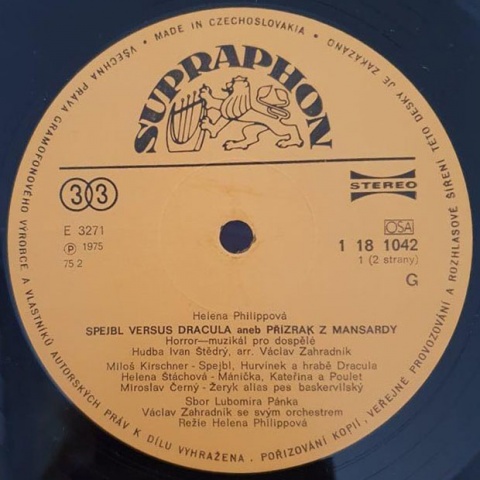 VŠECHNA PRÁVA GRAMOFONOVÉHO VÝROBCE A VLASTNÍKŮ AUTORSKÝCH PRÁV K DÍLU VYHRAŽENA . POŘIZOVÁNÍ KOPIÍ, VEŘEJNÉ PROVOZOVÁNÍ A ROZHLASOVÉ ŠÍŘENÍ TÉTO DESKY JE ZAKÁZÁNO
• MADE IN CZECHOSLOVAKIA •
SUPRAPHON
33
STEREO
E 3271
℗ 1975
75 2
OSA
1 18 1042
1 (2 strany)
G
Helena Philippová
SPEJBL VERSUS DRACULA aneb PŘÍZRAK Z MANSARDY
Horror—muzikál pro dospělé
Hudba Ivan Štědrý, arr. Václav Zahradník
Miloš Kirschner - Spejbl, Hurvínek a hrabě Dracula
Helena Štáchová - Mánička, Kateřina a Poulet
Miroslav Černý - Žeryk alias pes baskervilský
Sbor Lubomíra Pánka
Václav Zahradník se svým orchestrem
Režie Helena Philippová